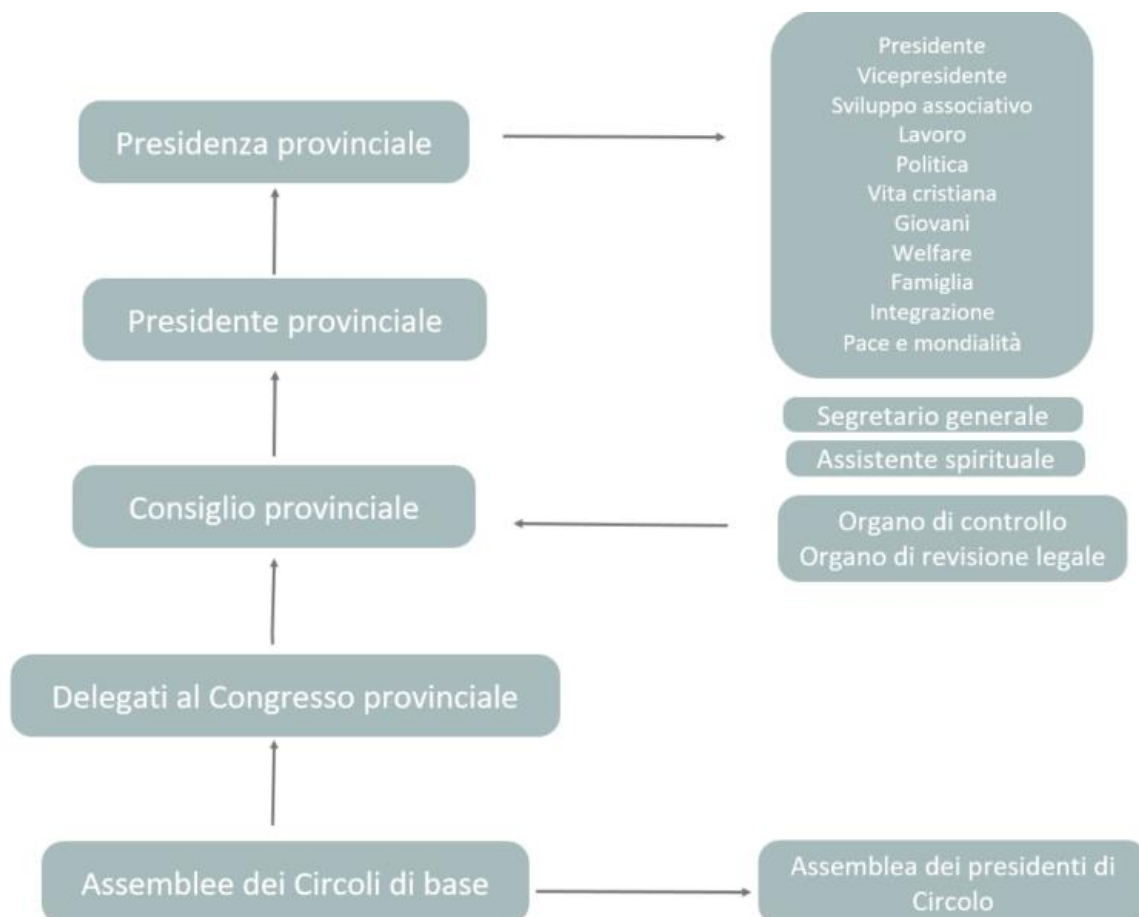 Presidenza provinciale
Presidente provinciale
Consiglio provinciale
Delegati al Congresso provinciale
Assemblee dei Circoli di base
Presidente
Vicepresidente
Sviluppo associativo
Lavoro
Politica
Vita cristiana
Giovani
Welfare
Famiglia
Integrazione
Pace e mondialità
Segretario generale
Assistente spirituale
Organo di controllo
Organo di revisione legale
Assemblea dei presidenti di
Circolo